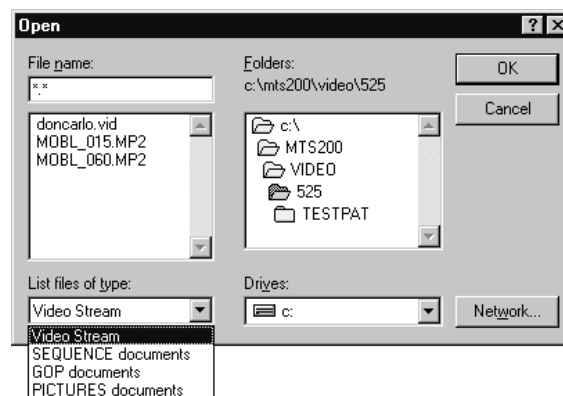 Open
File name:
*.*
doncarlo.vid
MOBL_015.MP2
MOBL_060.MP2
Folders:
c:\mts200\video\525
c:\
MTS200
VIDEO
525
TESTPAT
OK
Cancel
List files of type:
Video Stream
Video Stream
SEQUENCE documents
GOP documents
PICTURES documents
Drives:
c:
Network...